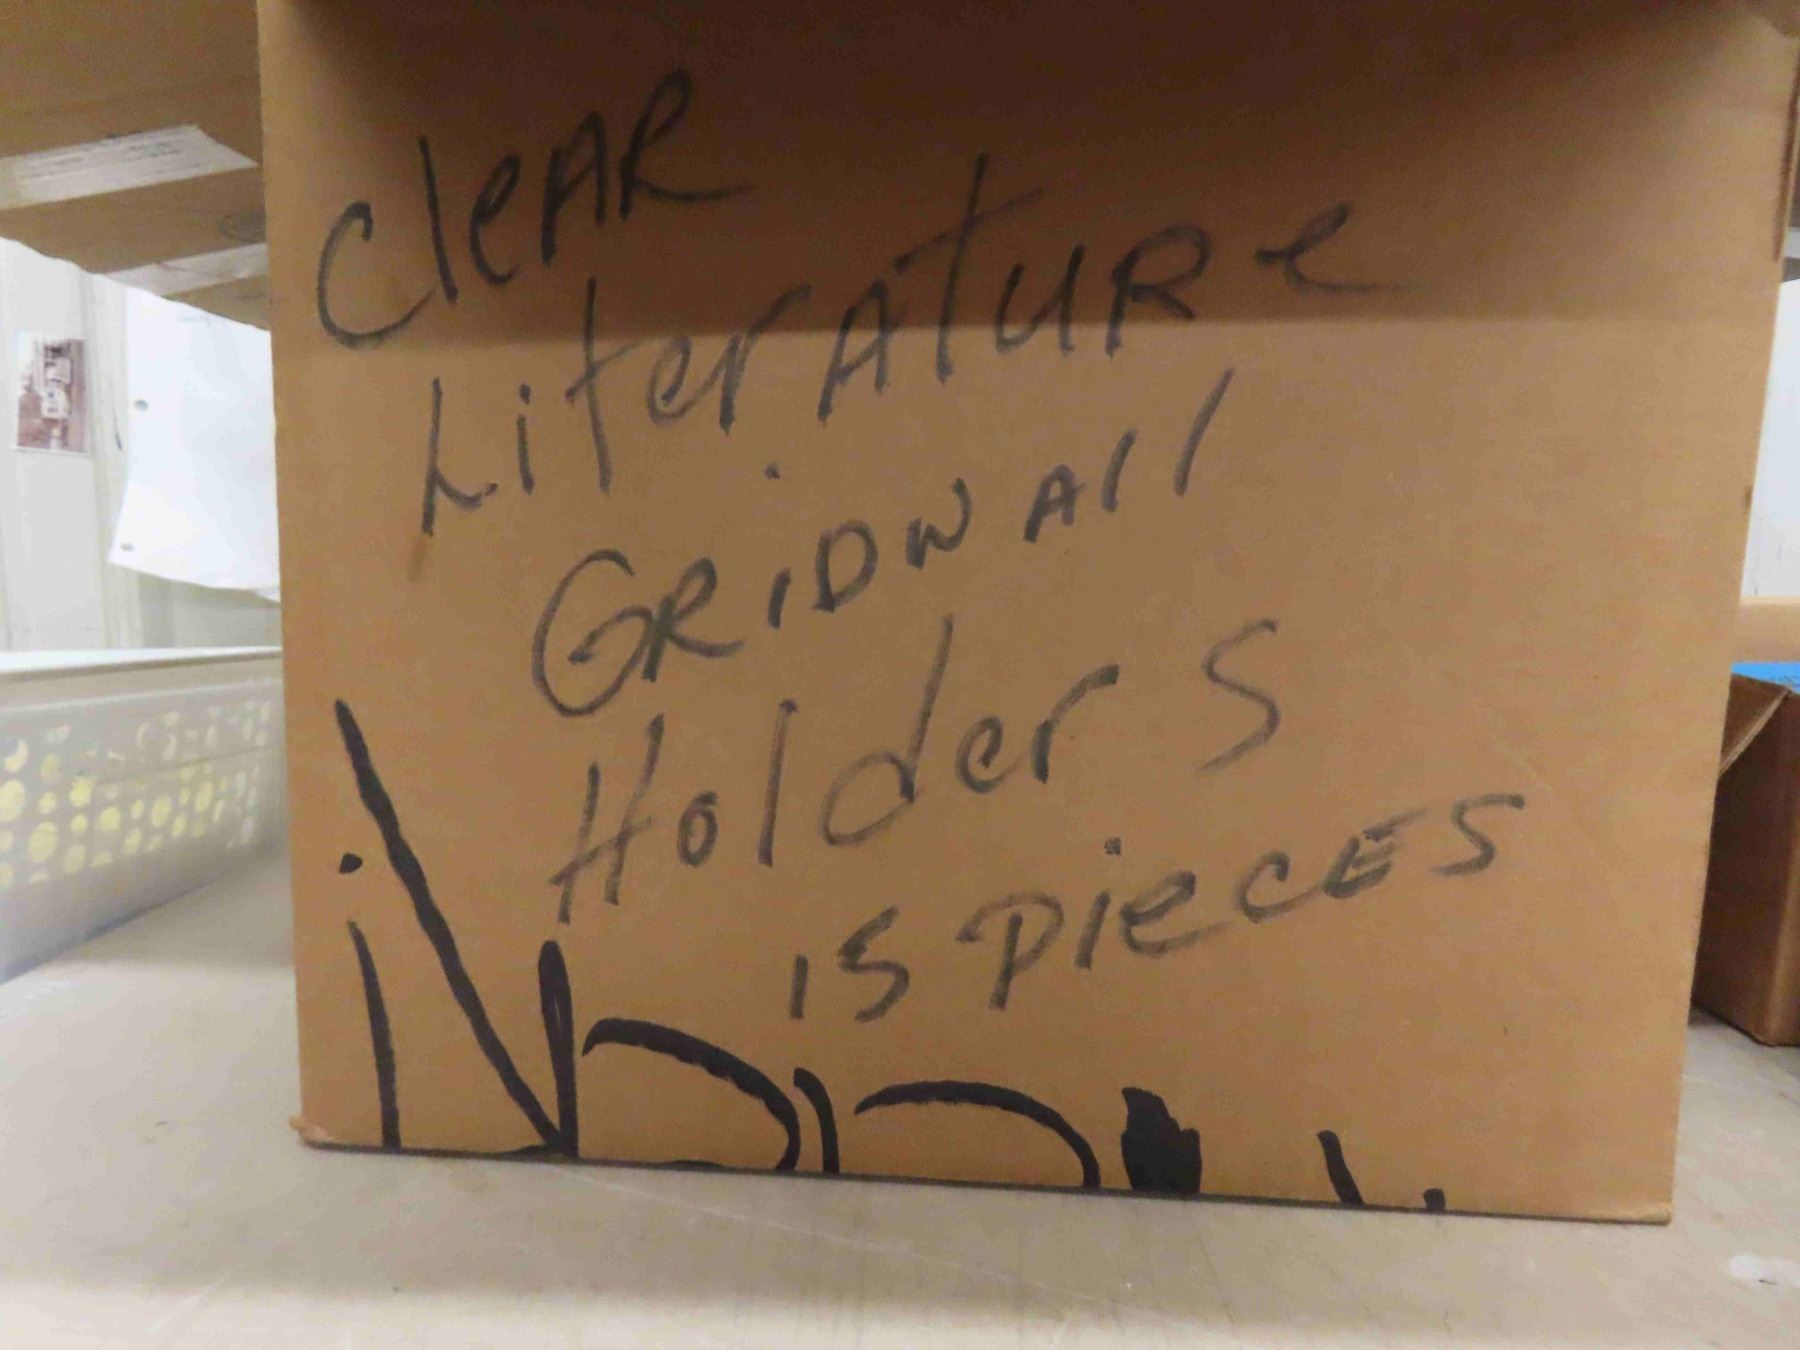 CleAR
LiterATURe
GRiDWAll
Holders
15 PiecES